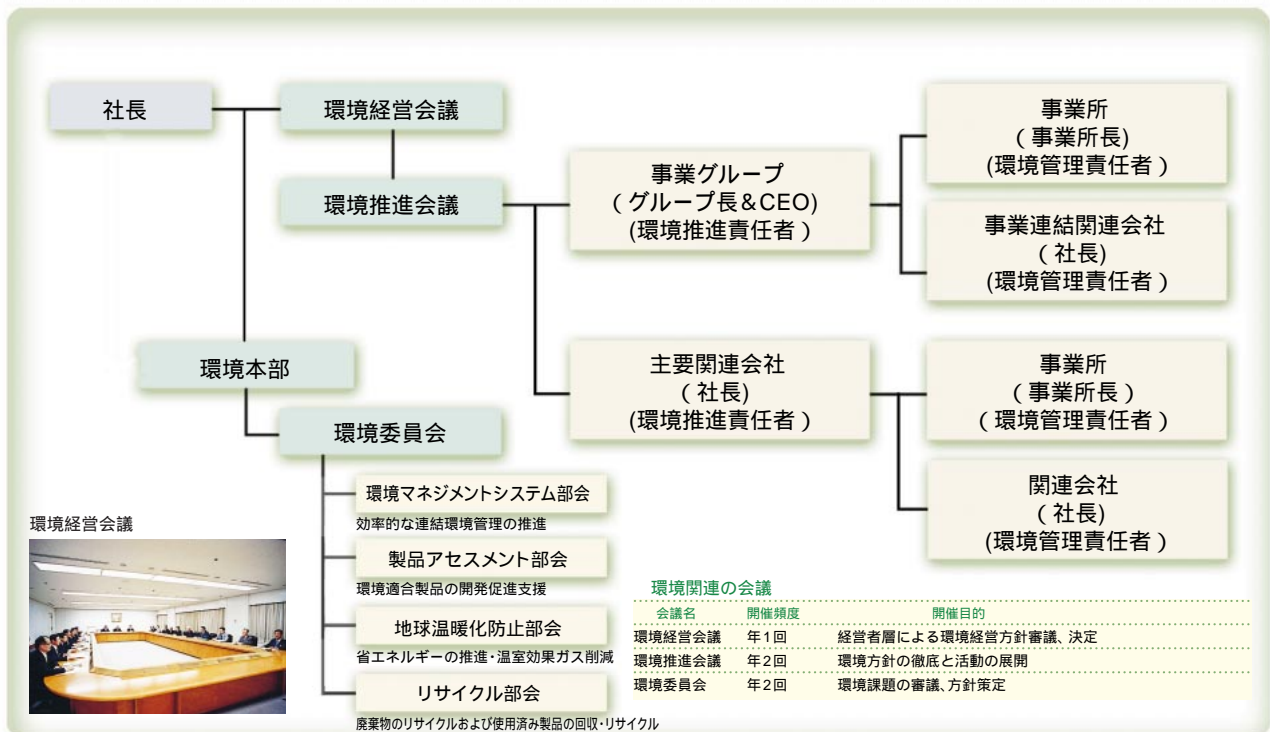 社長
環境経営会議
環境推進会議
事業グループ
(グループ長&CEO)
(環境推進責任者)
事業所
(事業所長)
(環境管理責任者)
事業連結関連会社
(社長)
(環境管理責任者)
環境本部
環境委員会
主要関連会社
(社長)
(環境推進責任者)
事業所
(事業所長)
(環境管理責任者)
関連会社
(社長)
(環境管理責任者)
環境マネジメントシステム部会
効率的な連結環境管理の推進
製品アセスメント部会
環境適合製品の開発促進支援
地球温暖化防止部会
省エネルギーの推進・温室効果ガス削減
リサイクル部会
廃棄物のリサイクルおよび使用済み製品の回収・リサイクル
環境経営会議
環境関連の会議
会議名 開催頻度 開催目的
環境経営会議 年1回 経営者層による環境経営方針審議、決定
環境推進会議 年2回 環境方針の徹底と活動の展開
環境委員会 年2回 環境課題の審議、方針策定